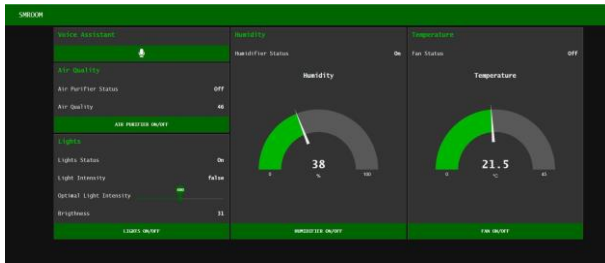 SMROOM
Voice Assistant
Air Quality
Air Purifier Status Off
Air Quality 46
AIR PURIFIER ON/OFF
Lights
Lights Status On
Light Intensity false
Optimal Light Intensity
Brigthness 31
LIGHTS ON/OFF
Humidity
Humidifier Status On
Humidity
38
%
0 100
HUMIDIFIER ON/OFF
Temperature
Fan Status Off
Temperature
21.5
°C
0
FAN ON/OFF